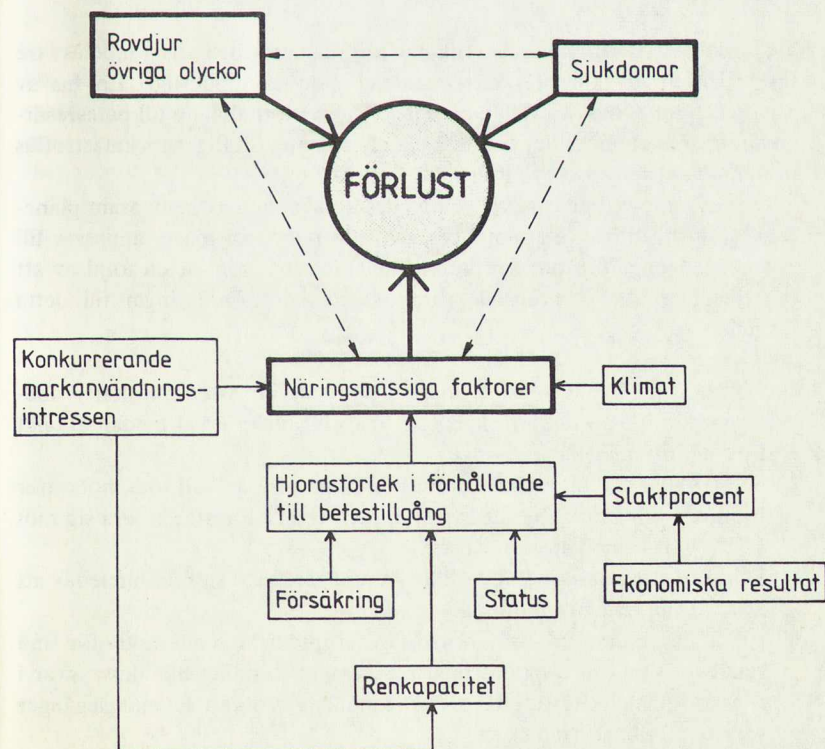 Rovdjur
övriga olyckor
Sjukdomar
FÖRLUST
Konkurrerande
markanvändnings-
intressen
Näringsmässiga faktorer
Klimat
Hjordstorlek i förhållande
till betestillgång
Slaktprocent
Försäkring
Status
Ekonomiska resultat
Renkapacitet